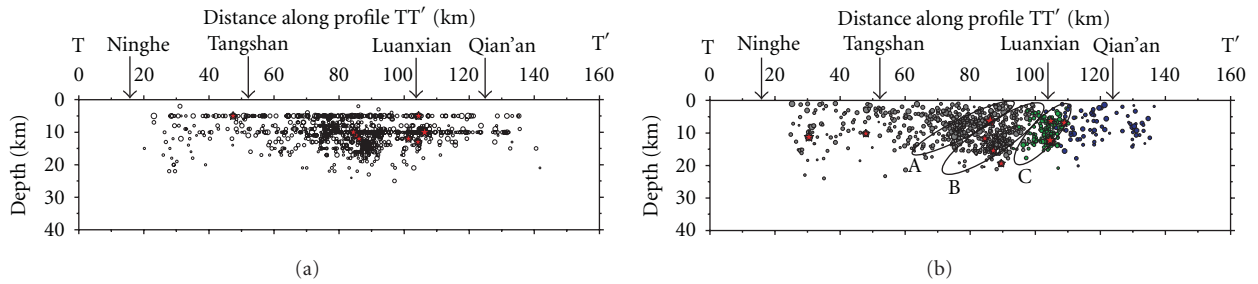 Distance along profile TT′ (km)
T Ninghe Tangshan Luanxian Qian'an T′
0 20 40 60 80 100 120 140 160
0
10
20
30
40
Depth (km)
(a)
Distance along profile TT′ (km)
T Ninghe Tangshan Luanxian Qian'an T′
0 20 40 60 80 100 120 140 160
0
10
20
30
40
Depth (km)
A
B
C
(b)